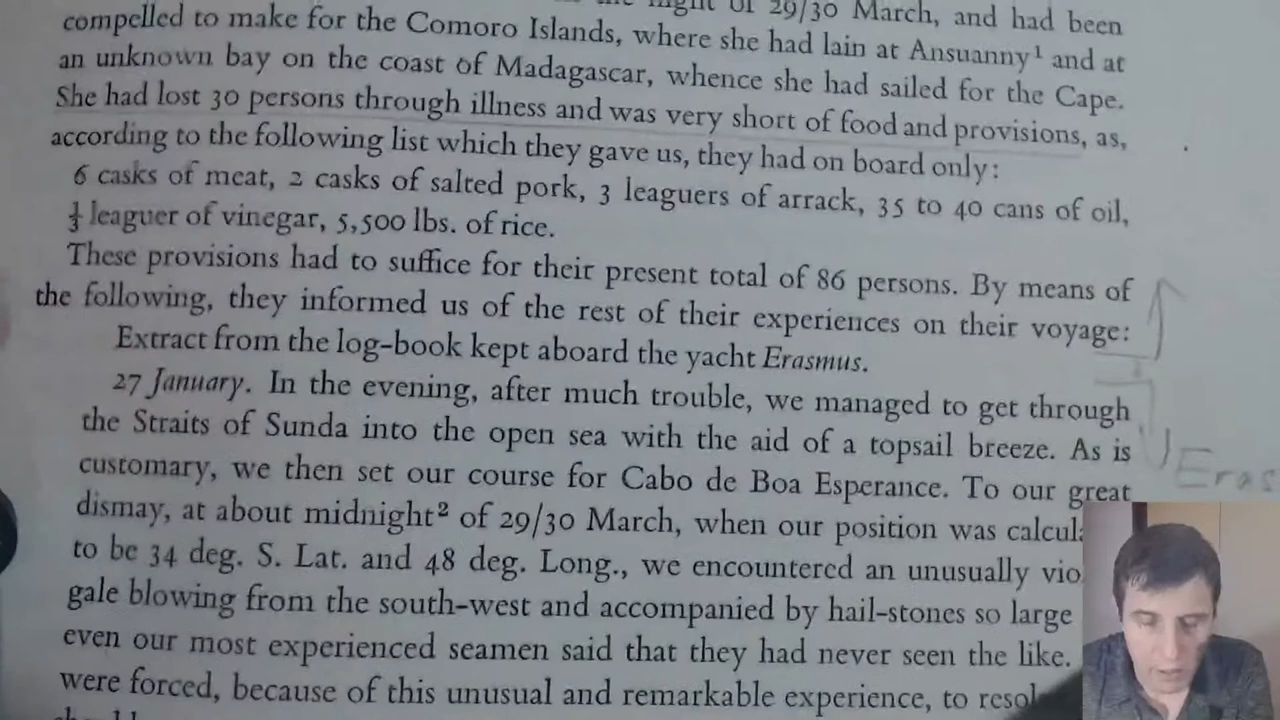 night of 29/30 March, and had been
compelled to make for the Comoro Islands, where she had lain at Ansuanny¹ and at
an unknown bay on the coast of Madagascar, whence she had sailed for the Cape.
She had lost 30 persons through illness and was very short of food and provisions, as,
according to the following list which they gave us, they had on board only:
6 casks of meat, 2 casks of salted pork, 3 leaguers of arrack, 35 to 40 cans of oil,
⅓ leaguer of vinegar, 5,500 lbs. of rice.
These provisions had to suffice for their present total of 86 persons. By means of
the following, they informed us of the rest of their experiences on their voyage:
Extract from the log-book kept aboard the yacht Erasmus.
27 January. In the evening, after much trouble, we managed to get through
the Straits of Sunda into the open sea with the aid of a topsail breeze. As is
customary, we then set our course for Cabo de Boa Esperance. To our great
Eras
dismay, at about midnight² of 29/30 March, when our position was calcul
to be 34 deg. S. Lat. and 48 deg. Long., we encountered an unusually vio
gale blowing from the south-west and accompanied by hail-stones so large
even our most experienced seamen said that they had never seen the like.
were forced, because of this unusual and remarkable experience, to resol